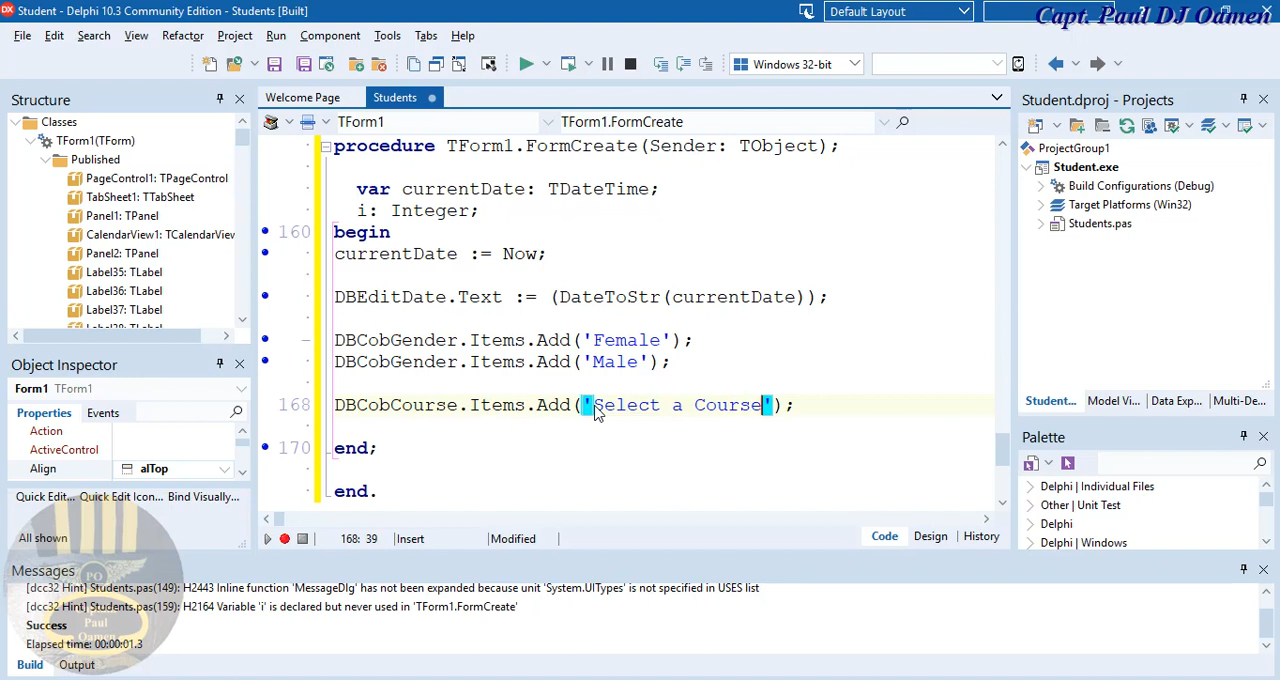 Student - Delphi 10.3 Community Edition - Students [Built]
Default Layout
Capt. Paul DJ Oamen
File Edit Search View Refactor Project Run Component Tools Tabs Help
Windows 32-bit
Structure
Classes
TForm1(TForm)
Published
PageControl1: TPageControl
TabSheet1: TTabSheet
Panel1: TPanel
CalendarView1: TCalendarView
Panel2: TPanel
Label35: TLabel
Label36: TLabel
Label37: TLabel
Label38: TLabel
Object Inspector
Form1 TForm1
Properties Events
Action
ActiveControl
Align alTop
Quick Edit... Quick Edit Icon... Bind Visually...
All shown
Welcome Page Students
TForm1 TForm1.FormCreate
procedure TForm1.FormCreate(Sender: TObject);
var currentDate: TDateTime;
i: Integer;
160 begin
currentDate := Now;
DBEditDate.Text := (DateToStr(currentDate));
DBCobGender.Items.Add('Female');
DBCobGender.Items.Add('Male');
168 DBCobCourse.Items.Add('Select a Course');
170 end;
end.
168: 39 Insert Modified Code Design History
Student.dproj - Projects
ProjectGroup1
Student.exe
Build Configurations (Debug)
Target Platforms (Win32)
Students.pas
Student... Model Vi... Data Exp... Multi-De...
Palette
Delphi | Individual Files
Other | Unit Test
Delphi
Delphi | Windows
Messages
[dcc32 Hint] Students.pas(149): H2443 Inline function 'MessageDlg' has not been expanded because unit 'System.UITypes' is not specified in USES list
[dcc32 Hint] Students.pas(159): H2164 Variable 'i' is declared but never used in 'TForm1.FormCreate'
Success
Elapsed time: 00:00:01.3
Build Output
PO
Paul
Oamen